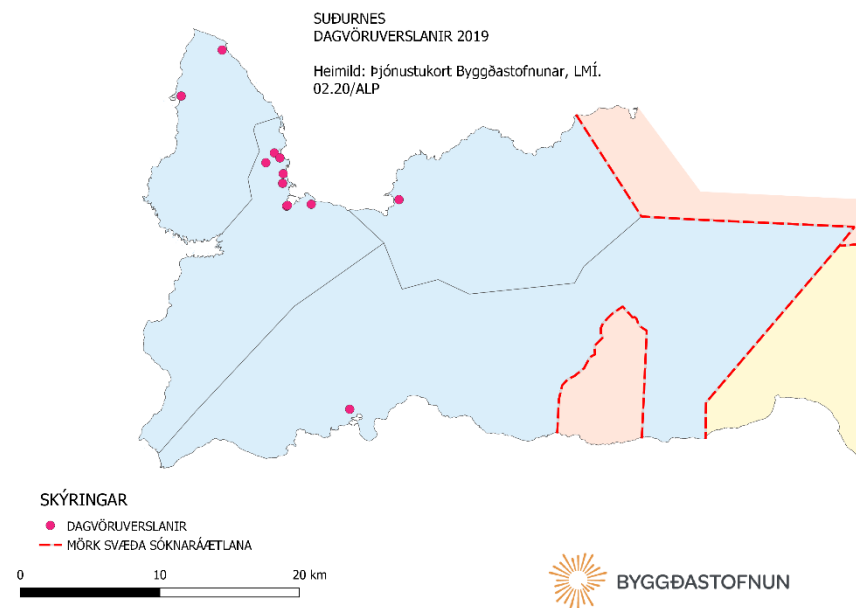 SUÐURNES
DAGVÖRUVERSLANIR 2019
Heimild: Þjónustukort Byggðastofnunar, LMÍ.
02.20/ALP
SKÝRINGAR
DAGVÖRUVERSLANIR
MÖRK SVÆÐA SÓKNARÁÆTLANA
0 10 20 km
BYGGÐASTOFNUN